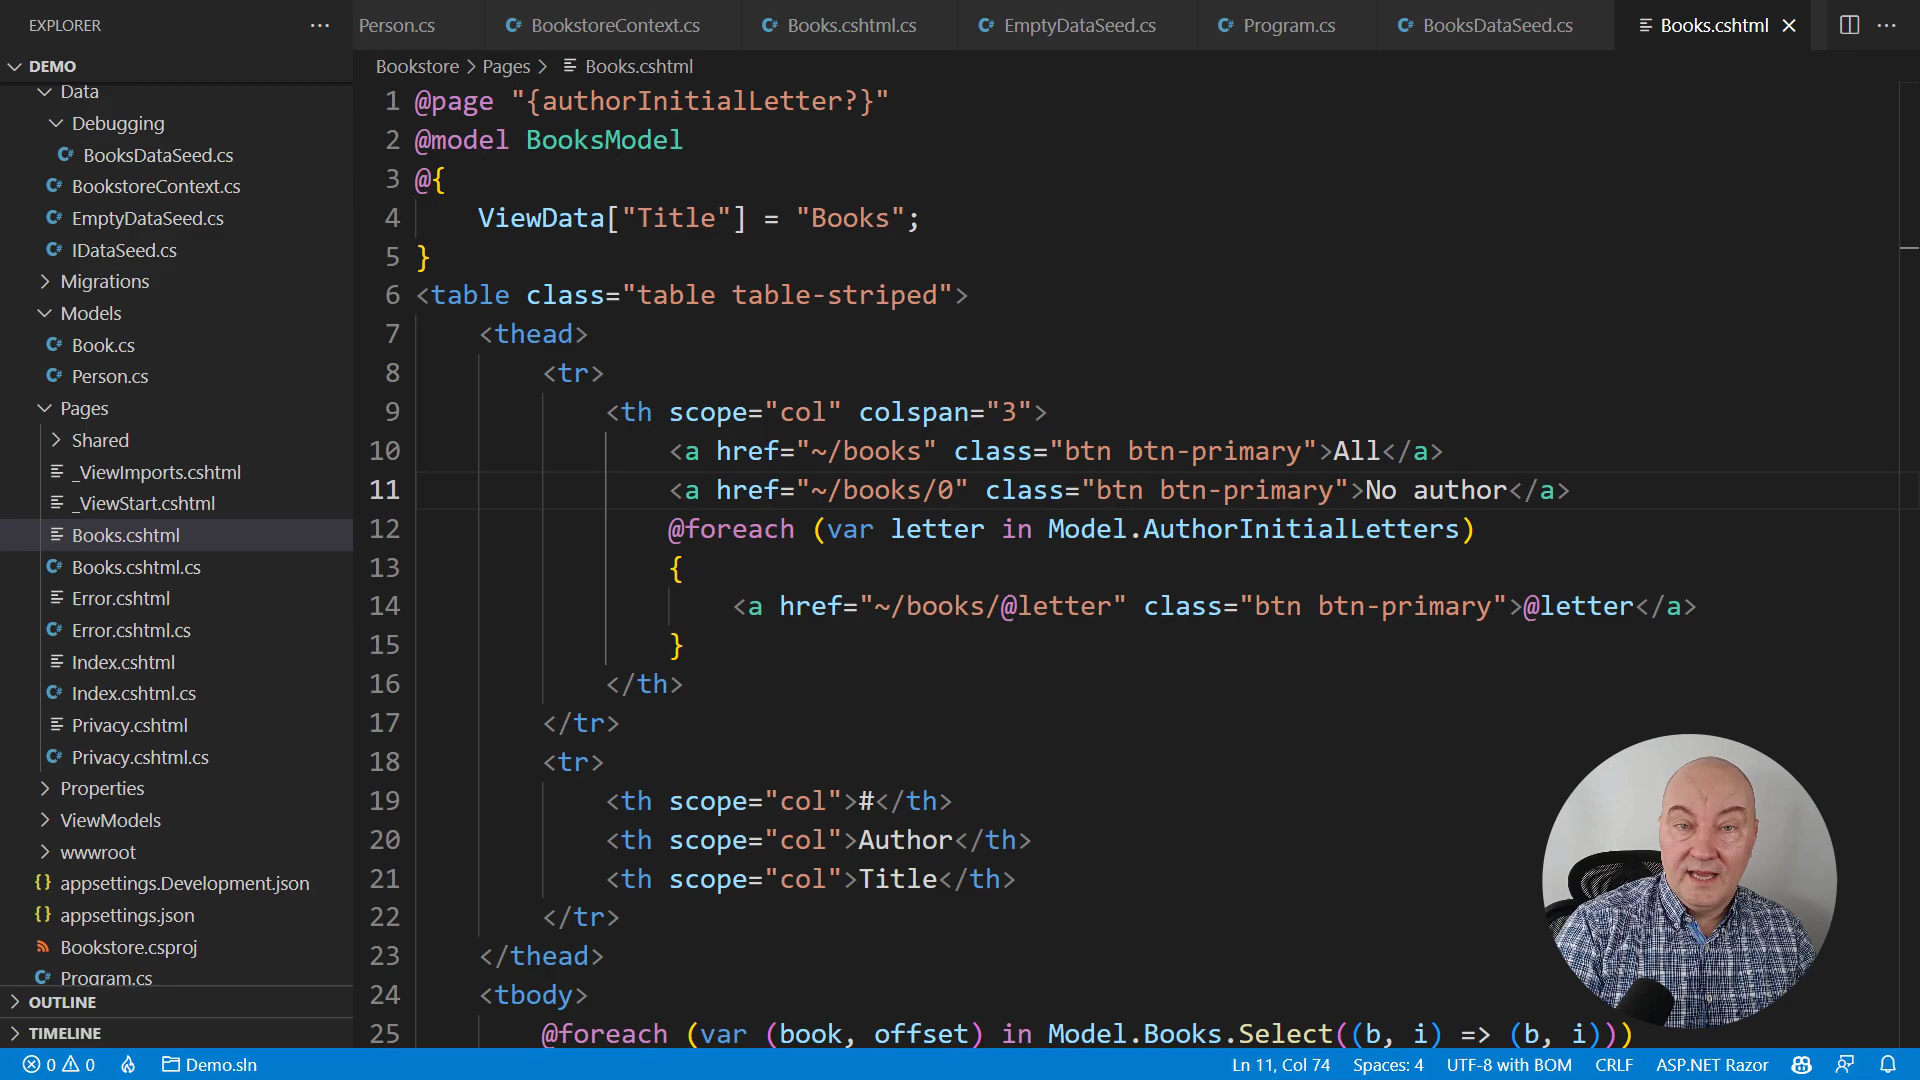 EXPLORER
DEMO
Data
Debugging
BooksDataSeed.cs
BookstoreContext.cs
EmptyDataSeed.cs
IDataSeed.cs
Migrations
Models
Book.cs
Person.cs
Pages
Shared
_ViewImports.cshtml
_ViewStart.cshtml
Books.cshtml
Books.cshtml.cs
Error.cshtml
Error.cshtml.cs
Index.cshtml
Index.cshtml.cs
Privacy.cshtml
Privacy.cshtml.cs
Properties
ViewModels
wwwroot
{} appsettings.Development.json
{} appsettings.json
Bookstore.csproj
Program.cs
OUTLINE
TIMELINE
Person.cs BookstoreContext.cs Books.cshtml.cs EmptyDataSeed.cs Program.cs BooksDataSeed.cs Books.cshtml
Bookstore > Pages > Books.cshtml
1 @page "{authorInitialLetter?}"
2 @model BooksModel
3 @{
4 ViewData["Title"] = "Books";
5 }
6 <table class="table table-striped">
7 <thead>
8 <tr>
9 <th scope="col" colspan="3">
10 <a href="~/books" class="btn btn-primary">All</a>
11 <a href="~/books/0" class="btn btn-primary">No author</a>
12 @foreach (var letter in Model.AuthorInitialLetters)
13 {
14 <a href="~/books/@letter" class="btn btn-primary">@letter</a>
15 }
16 </th>
17 </tr>
18 <tr>
19 <th scope="col">#</th>
20 <th scope="col">Author</th>
21 <th scope="col">Title</th>
22 </tr>
23 </thead>
24 <tbody>
25 @foreach (var (book, offset) in Model.Books.Select((b, i) => (b, i)))
0 0 Demo.sln Ln 11, Col 74 Spaces: 4 UTF-8 with BOM CRLF ASP.NET Razor